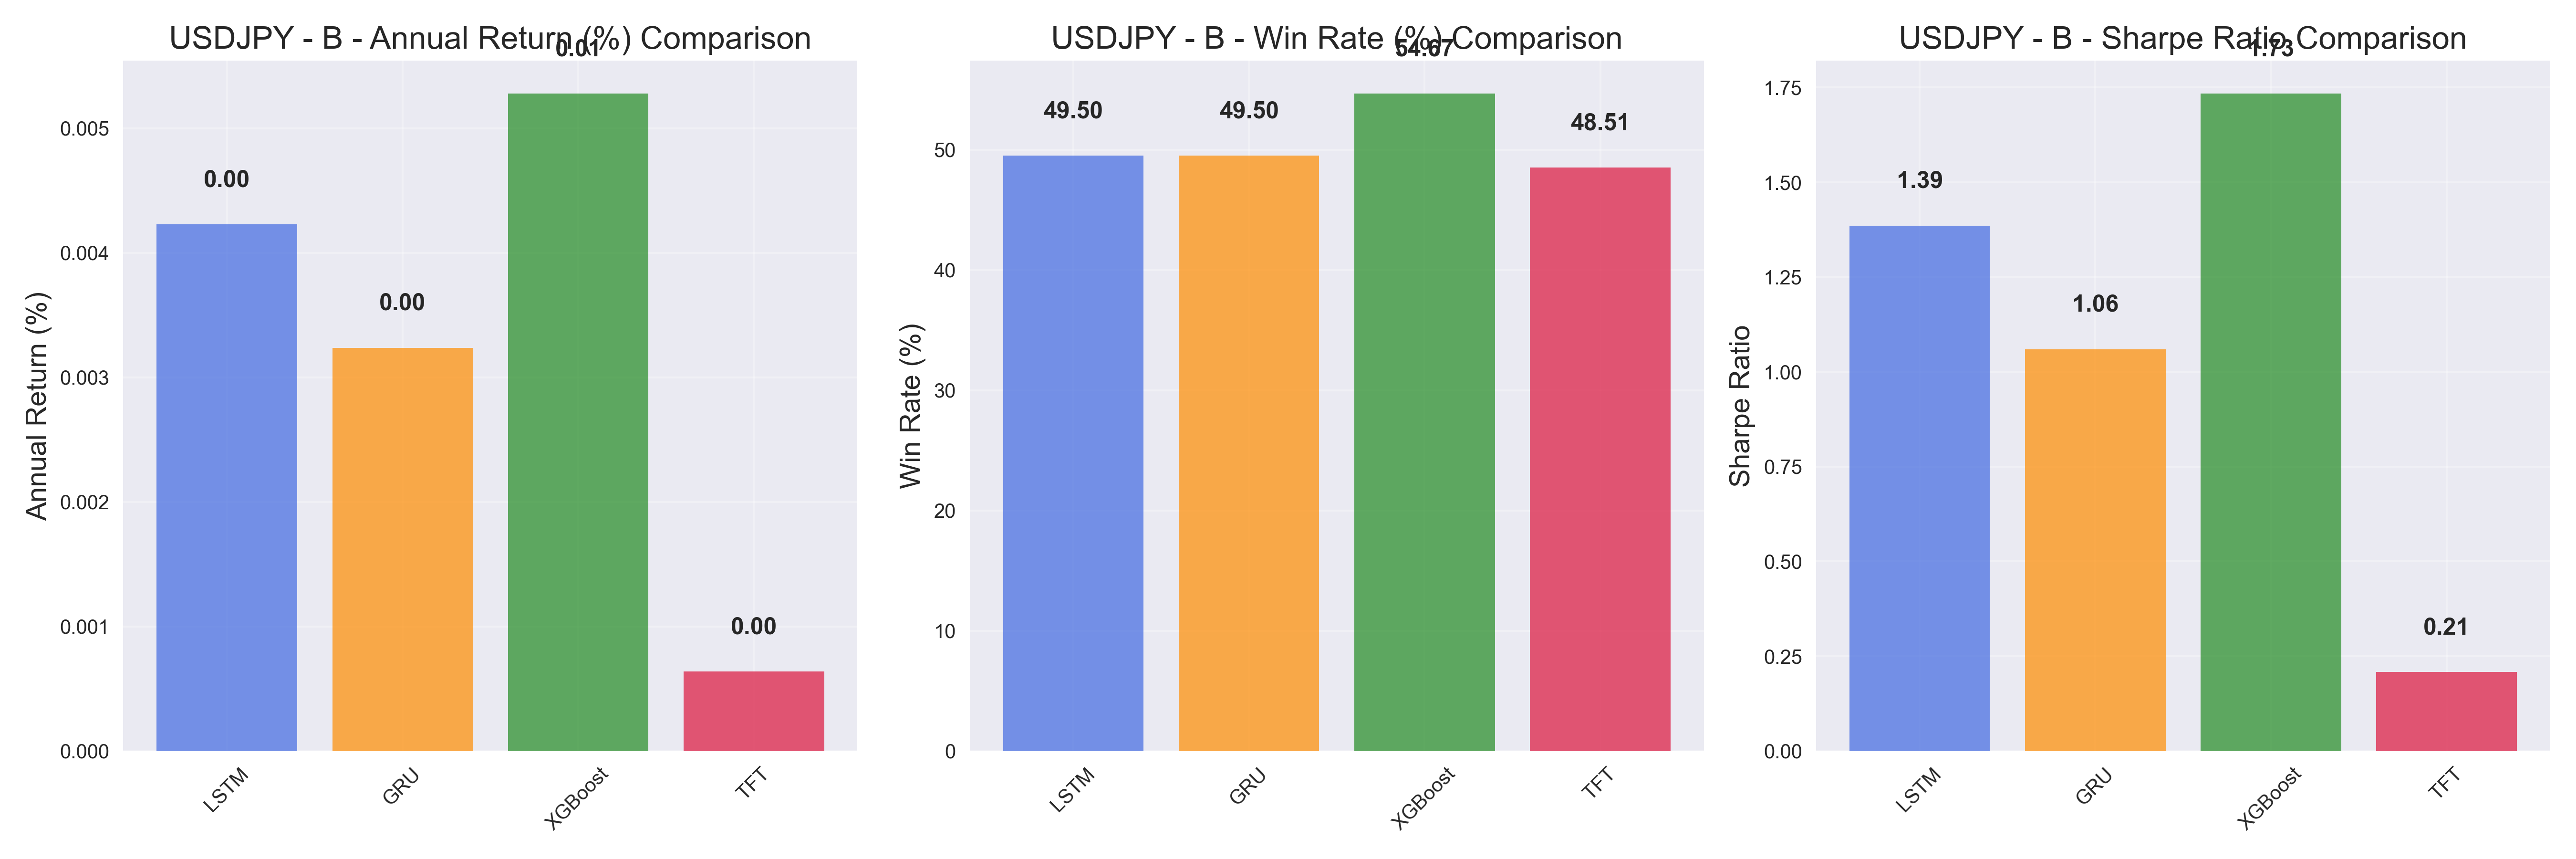 USDJPY - B - Annual Return (%) Comparison
0.01
0.00
0.00
0.00
0.005
0.004
0.003
0.002
0.001
0.000
Annual Return (%)
LSTM
GRU
XGBoost
TFT
USDJPY - B - Win Rate (%) Comparison
54.67
49.50
49.50
48.51
50
40
30
20
10
0
Win Rate (%)
LSTM
GRU
XGBoost
TFT
USDJPY - B - Sharpe Ratio Comparison
1.73
1.39
1.06
0.21
1.75
1.50
1.25
1.00
0.75
0.50
0.25
0.00
Sharpe Ratio
LSTM
GRU
XGBoost
TFT